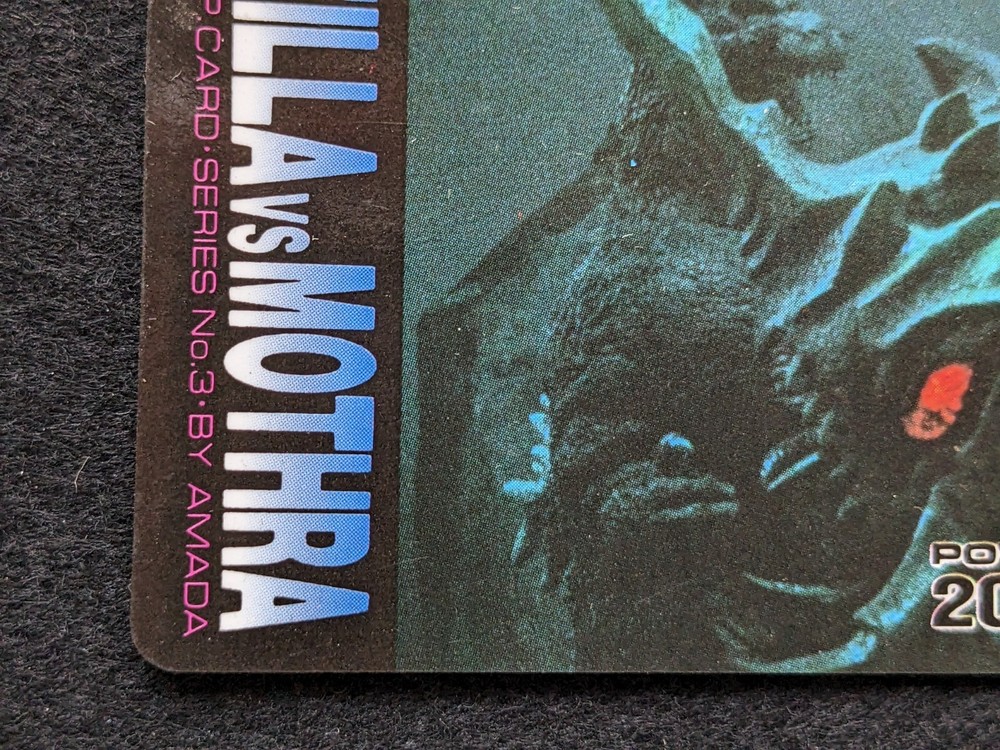 ILLA VS MOTHRA
P.CARD·SERIES No.3·BY AMADA
PO
20